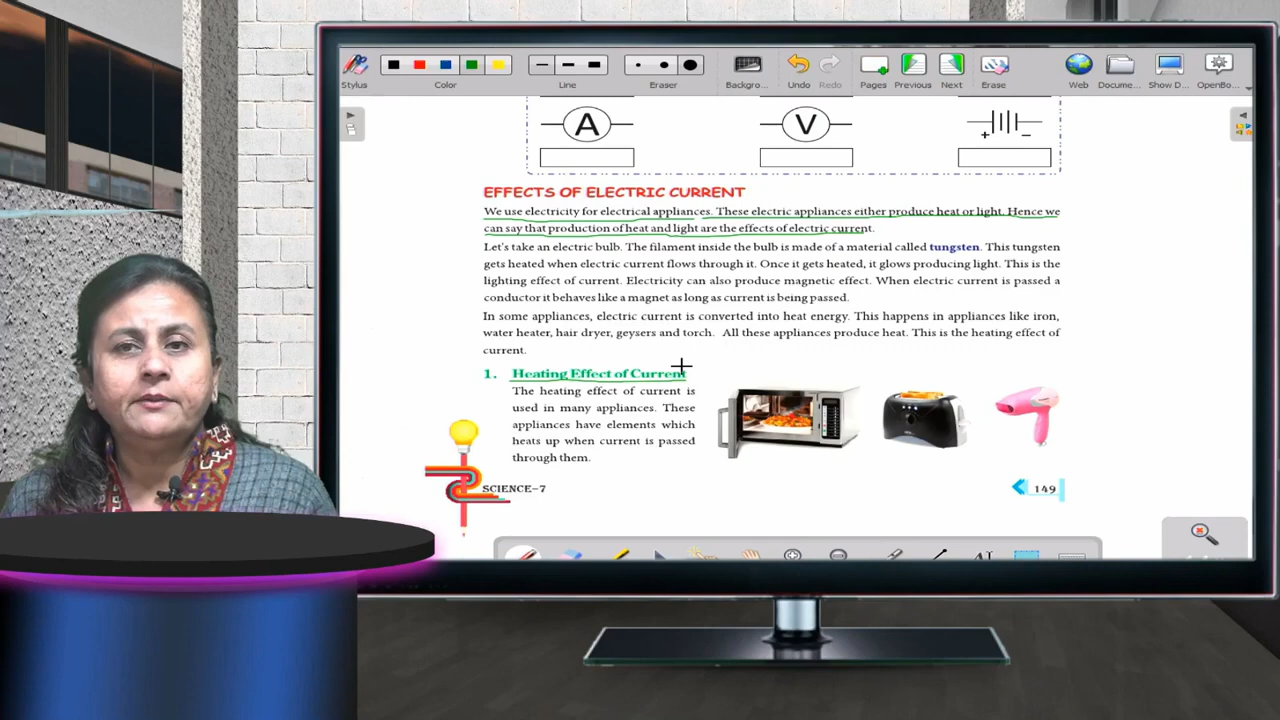 Stylus
Color
Line
Eraser
Backgro...
Undo
Redo
Pages
Previous
Next
Erase
Web
Docume...
Show D...
OpenBo...
A
V
+ −
EFFECTS OF ELECTRIC CURRENT
We use electricity for electrical appliances. These electric appliances either produce heat or light. Hence we
can say that production of heat and light are the effects of electric current.
Let's take an electric bulb. The filament inside the bulb is made of a material called tungsten. This tungsten
gets heated when electric current flows through it. Once it gets heated, it glows producing light. This is the
lighting effect of current. Electricity can also produce magnetic effect. When electric current is passed a
conductor it behaves like a magnet as long as current is being passed.
In some appliances, electric current is converted into heat energy. This happens in appliances like iron,
water heater, hair dryer, geysers and torch. All these appliances produce heat. This is the heating effect of
current.
1. Heating Effect of Current
The heating effect of current is
used in many appliances. These
appliances have elements which
heats up when current is passed
through them.
SCIENCE–7
149